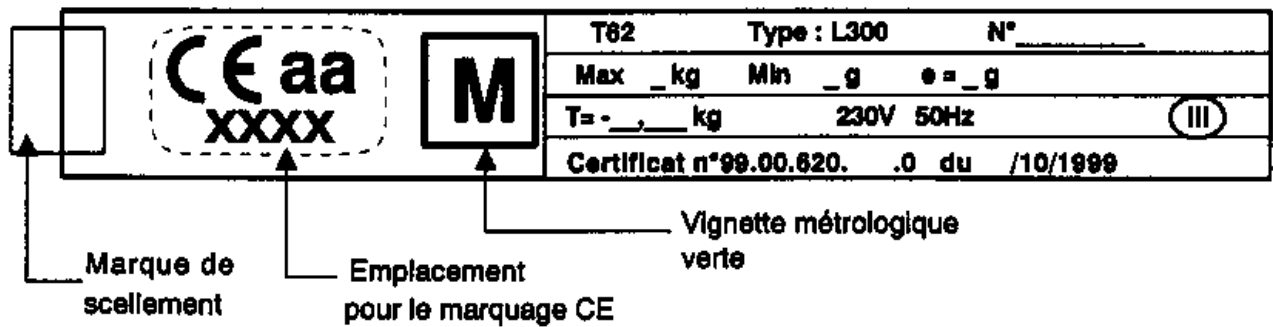 CE aa
XXXX
M
T62 Type : L300 N°_________
Max _ kg Min _ g e = _ g
T= -__,___ kg 230V 50Hz III
Certificat n°99.00.620. .0 du /10/1999
Vignette métrologique
verte
Marque de
scellement
Emplacement
pour le marquage CE